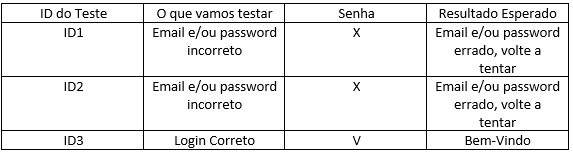 ID do Teste O que vamos testar Senha Resultado Esperado
ID1 Email e/ou password X Email e/ou password
incorreto errado, volte a
tentar
ID2 Email e/ou password X Email e/ou password
incorreto errado, volte a
tentar
ID3 Login Correto V Bem-Vindo